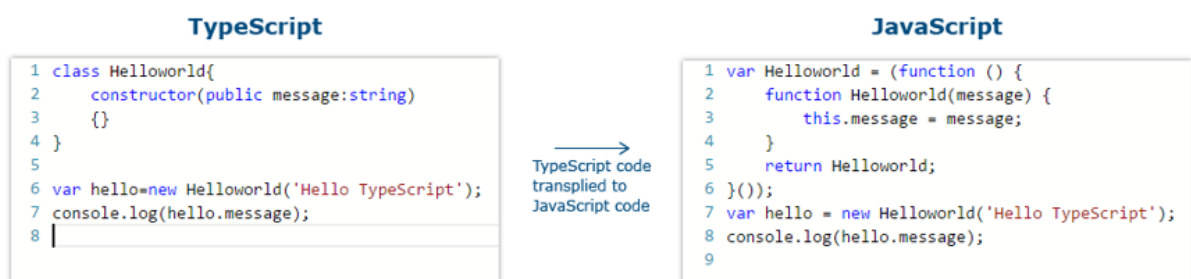 TypeScript
1 class Helloworld{
2     constructor(public message:string)
3     {}
4 }
5
6 var hello=new Helloworld('Hello TypeScript');
7 console.log(hello.message);
8
TypeScript code
transplied to
JavaScript code
JavaScript
1 var Helloworld = (function () {
2     function Helloworld(message) {
3         this.message = message;
4     }
5     return Helloworld;
6 }());
7 var hello = new Helloworld('Hello TypeScript');
8 console.log(hello.message);
9